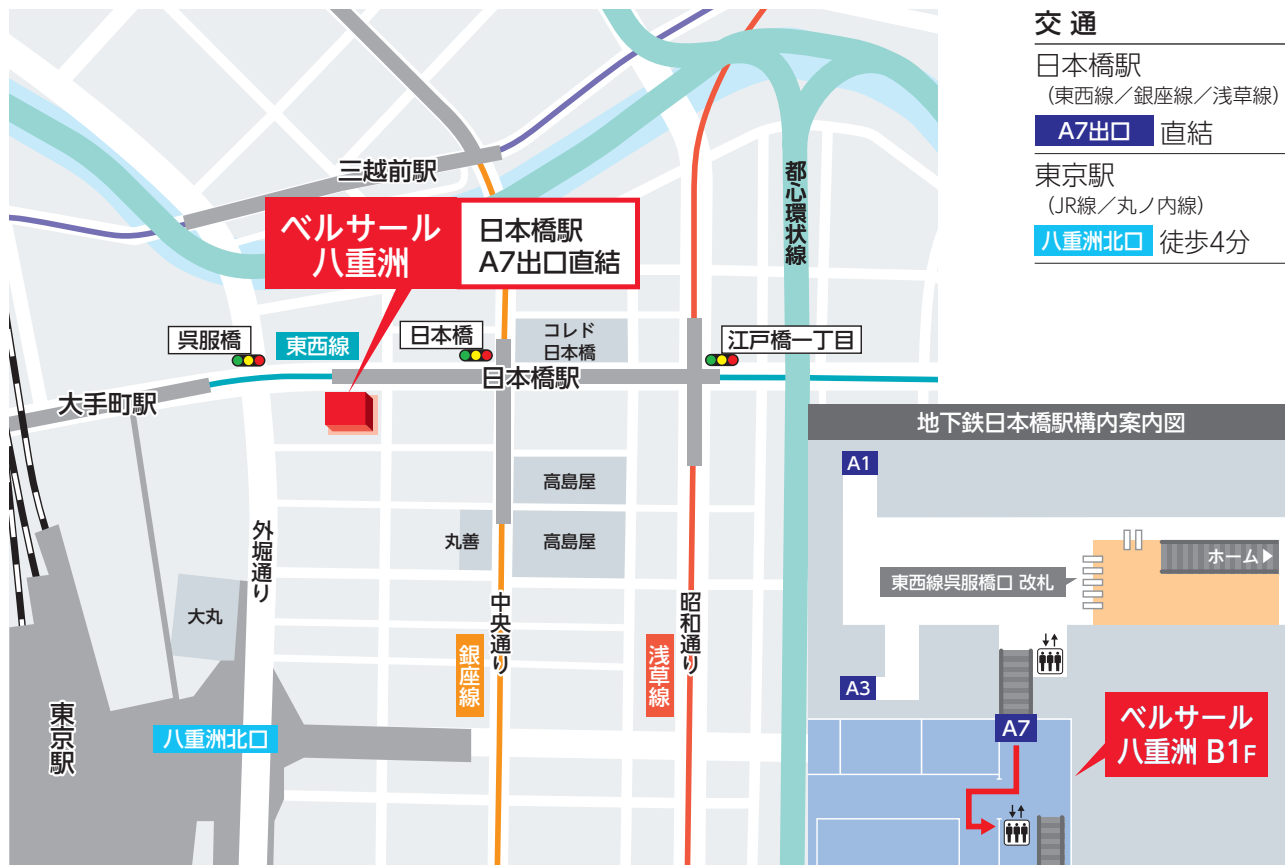 三越前駅
ベルサール
八重洲
日本橋駅
A7出口直結
都心環状線
呉服橋
東西線
日本橋
コレド
日本橋
江戸橋一丁目
日本橋駅
大手町駅
高島屋
丸善
高島屋
外堀通り
大丸
中央通り
銀座線
昭和通り
浅草線
東京駅
八重洲北口
交通
日本橋駅
（東西線／銀座線／浅草線）
A7出口 直結
東京駅
（JR線／丸ノ内線）
八重洲北口 徒歩4分
地下鉄日本橋駅構内案内図
A1
ホーム▶
東西線呉服橋口 改札
A3
A7
ベルサール
八重洲 B1F